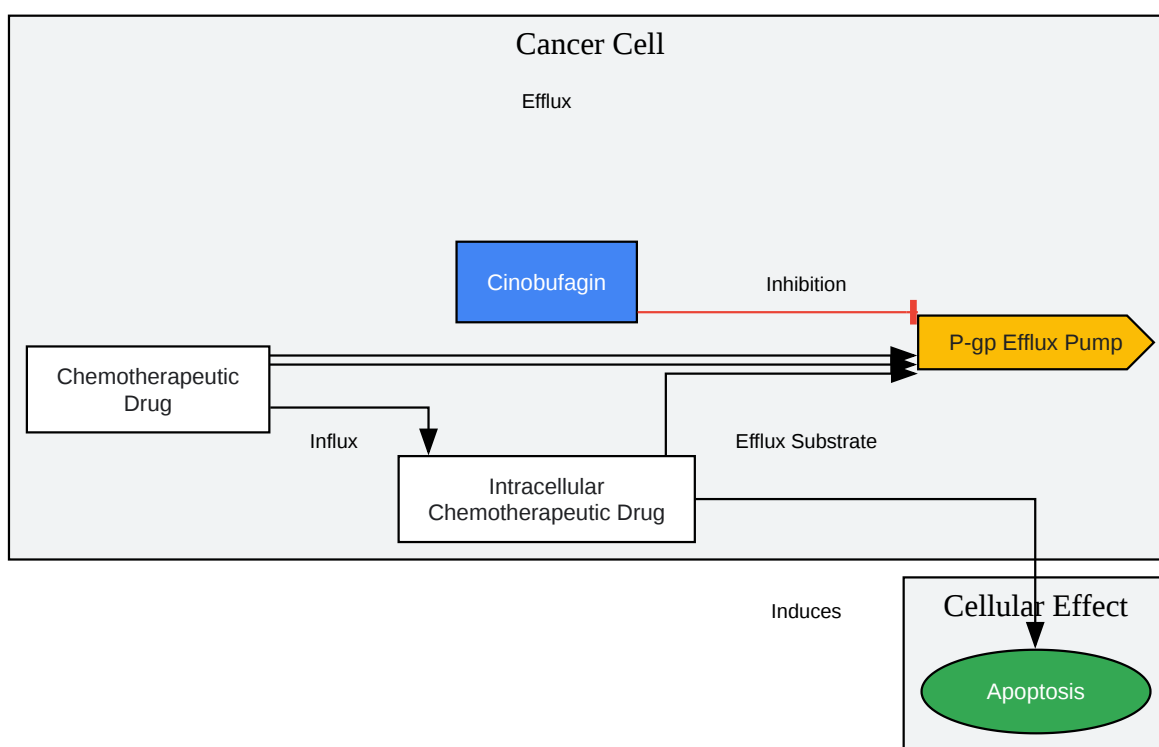 Cancer Cell
Efflux
Cinobufagin
Inhibition
P-gp Efflux Pump
Chemotherapeutic
Drug
Influx
Efflux Substrate
Intracellular
Chemotherapeutic Drug
Induces
Cellular Effect
Apoptosis